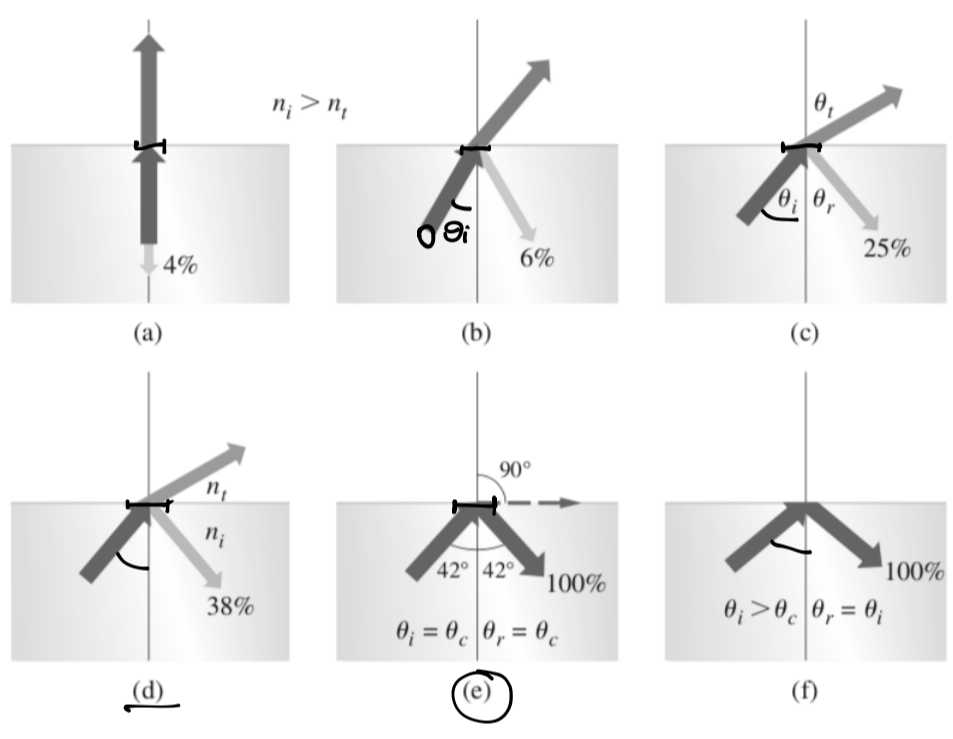 n_i > n_t
4%
θi
6%
θ_t
θ_i θ_r
25%
(a)
(b)
(c)
n_t
n_i
38%
90°
42° 42°
100%
θ_i = θ_c θ_r = θ_c
100%
θ_i > θ_c θ_r = θ_i
(d)
(e)
(f)